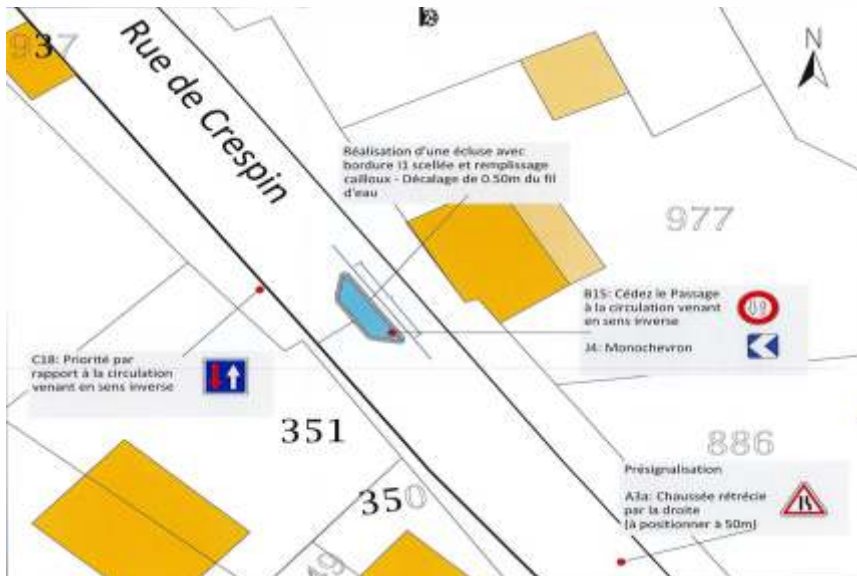 937
Rue de Crespin
N
Réalisation d'une écluse avec
bordure I1 scellée et remplissage
cailloux - Décalage de 0.50m du fil
d'eau
977
B15: Cédez le Passage
à la circulation venant
en sens inverse
J4: Monochevron
C18: Priorité par
rapport à la circulation
venant en sens inverse
351
350
886
Présignalisation
A3a: Chaussée rétrécie
par la droite
(à positionner à 50m)